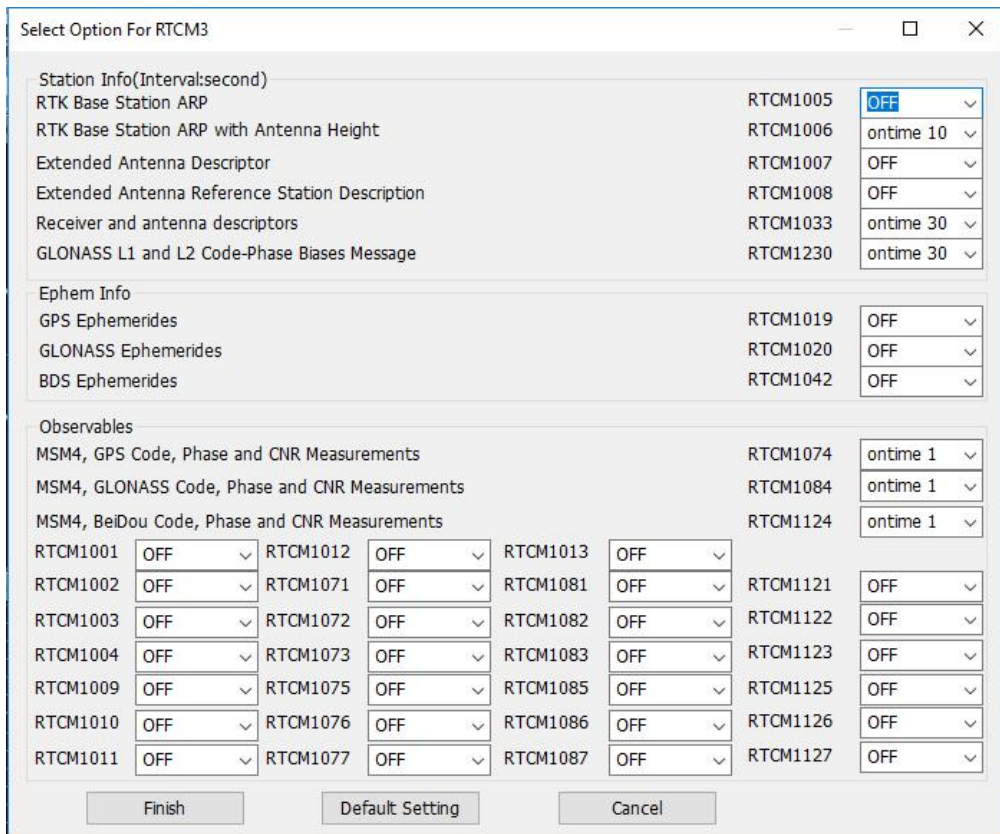 Select Option For RTCM3
Station Info(Interval:second)
RTK Base Station ARP RTCM1005 OFF
RTK Base Station ARP with Antenna Height RTCM1006 ontime 10
Extended Antenna Descriptor RTCM1007 OFF
Extended Antenna Reference Station Description RTCM1008 OFF
Receiver and antenna descriptors RTCM1033 ontime 30
GLONASS L1 and L2 Code-Phase Biases Message RTCM1230 ontime 30
Ephem Info
GPS Ephemerides RTCM1019 OFF
GLONASS Ephemerides RTCM1020 OFF
BDS Ephemerides RTCM1042 OFF
Observables
MSM4, GPS Code, Phase and CNR Measurements RTCM1074 ontime 1
MSM4, GLONASS Code, Phase and CNR Measurements RTCM1084 ontime 1
MSM4, BeiDou Code, Phase and CNR Measurements RTCM1124 ontime 1
RTCM1001 OFF RTCM1012 OFF RTCM1013 OFF
RTCM1002 OFF RTCM1071 OFF RTCM1081 OFF RTCM1121 OFF
RTCM1003 OFF RTCM1072 OFF RTCM1082 OFF RTCM1122 OFF
RTCM1004 OFF RTCM1073 OFF RTCM1083 OFF RTCM1123 OFF
RTCM1009 OFF RTCM1075 OFF RTCM1085 OFF RTCM1125 OFF
RTCM1010 OFF RTCM1076 OFF RTCM1086 OFF RTCM1126 OFF
RTCM1011 OFF RTCM1077 OFF RTCM1087 OFF RTCM1127 OFF
Finish Default Setting Cancel